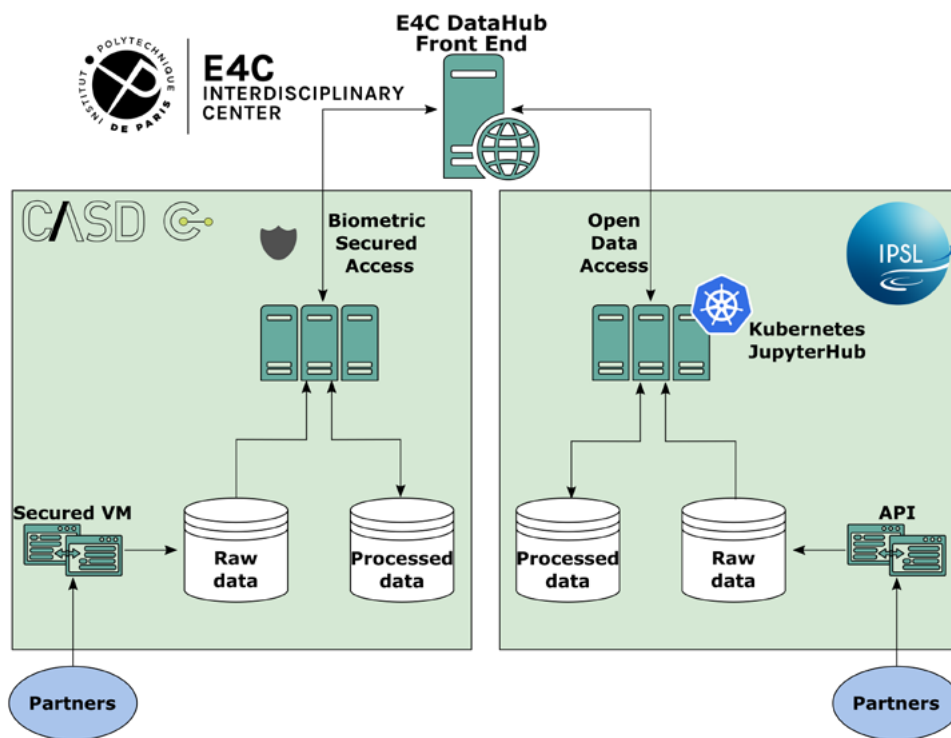 E4C DataHub
Front End
INSTITUT POLYTECHNIQUE DE PARIS
E4C
INTERDISCIPLINARY
CENTER
CASD
Biometric
Secured
Access
Open
Data
Access
IPSL
Kubernetes
JupyterHub
Secured VM
Raw
data
Processed
data
Processed
data
Raw
data
API
Partners
Partners